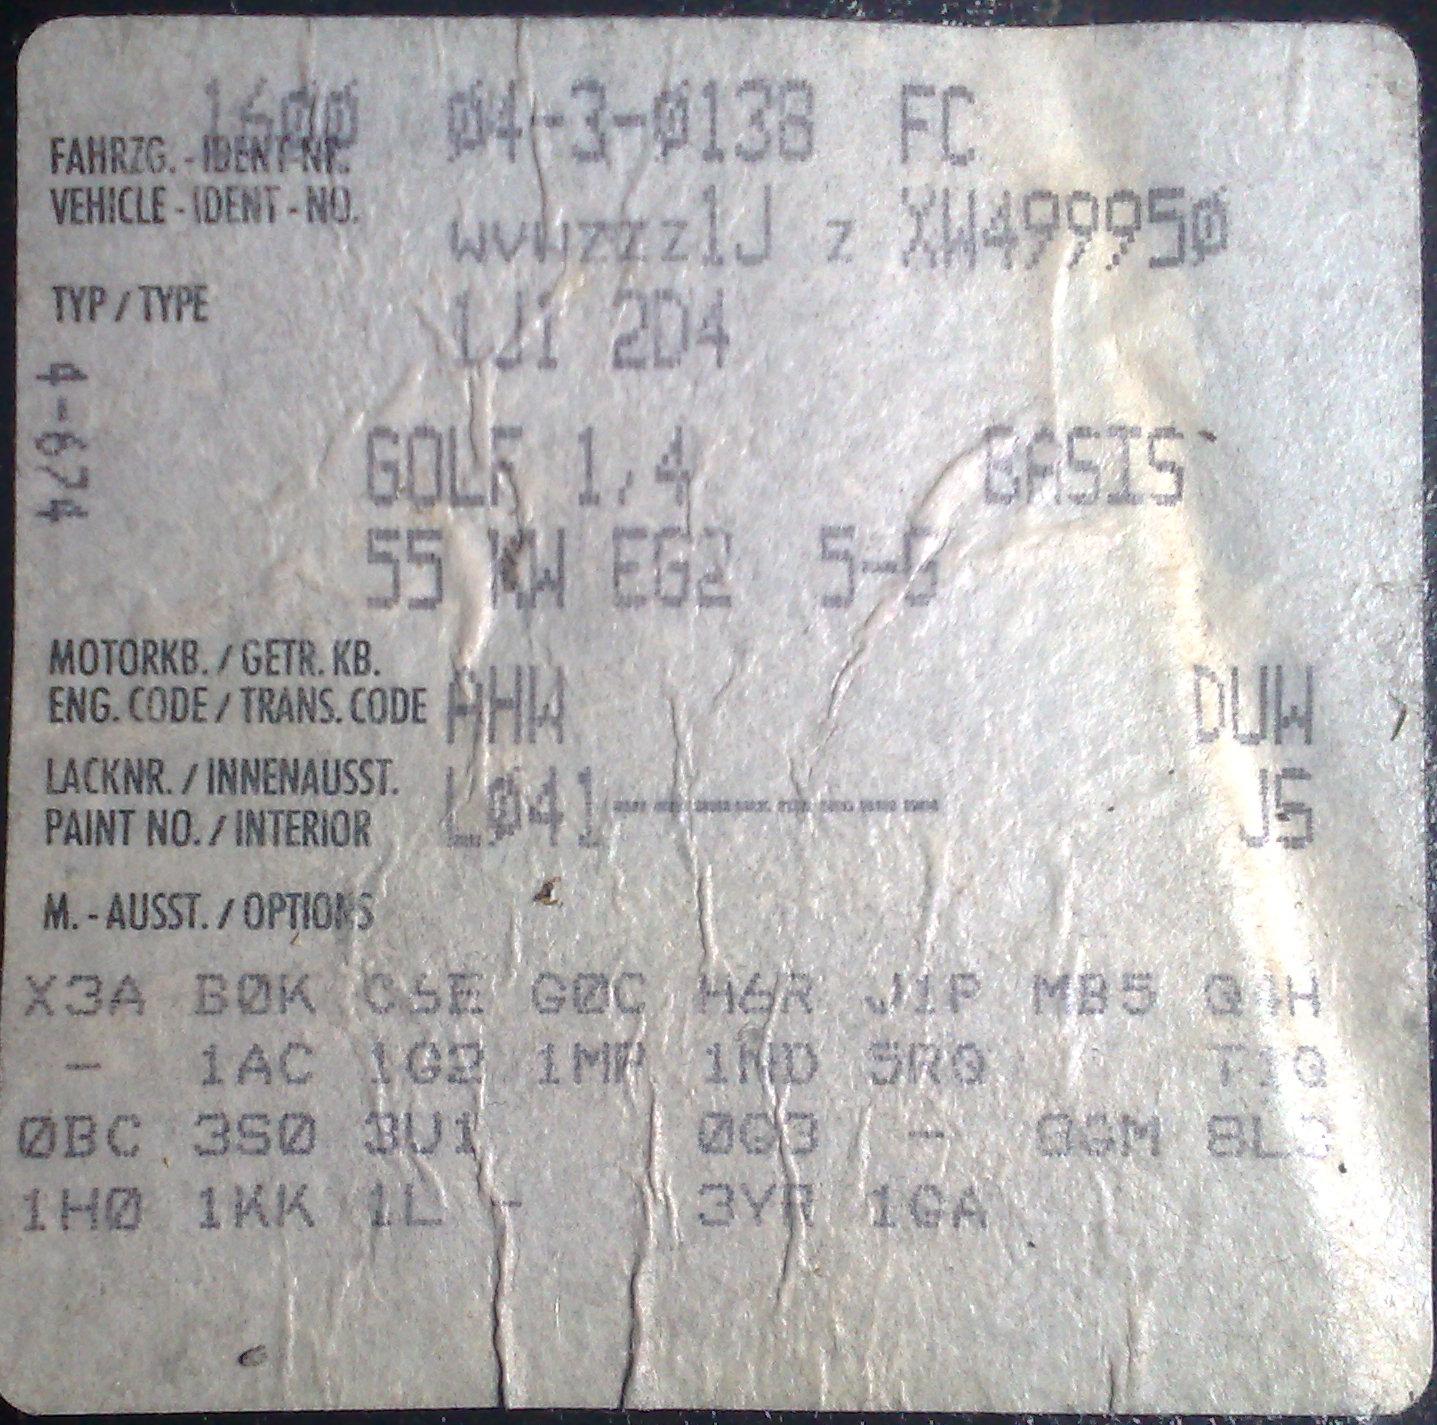 1600 04-3-0138 FC
FAHRZG.-IDENT-NR.
VEHICLE-IDENT-NO. WVWZZZ1J Z XW499950
TYP / TYPE 1J1 2D4
4-674
GOLF 1,4 BASIS
55 KW EG2 5-G
MOTORKB. / GETR. KB.
ENG. CODE / TRANS. CODE AHW DUW
LACKNR. / INNENAUSST.
PAINT NO. / INTERIOR L041 JS
M.-AUSST. / OPTIONS
X3A B0K C6E G0C H6R J1P MB5
- 1AC 1G2 1MP 1ND 5RQ T1Q
0BC 3S0 3U1 0G3 - 8GM
1H0 1KK 3YR 1GA